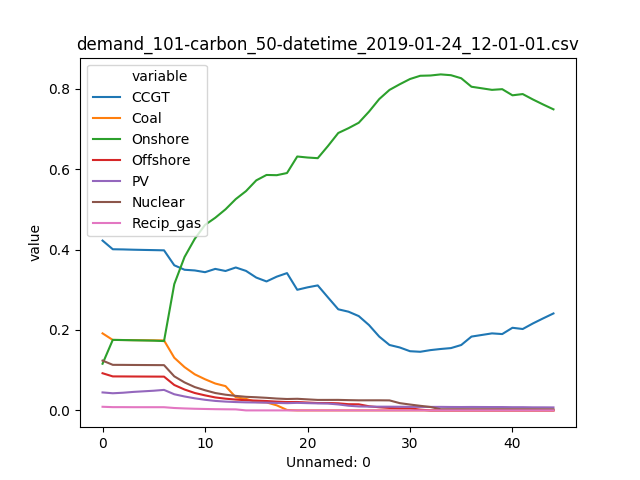 demand_101-carbon_50-datetime_2019-01-24_12-01-01.csv
variable
CCGT
Coal
Onshore
Offshore
PV
Nuclear
Recip_gas
value
0.8
0.6
0.4
0.2
0.0
0 10 20 30 40
Unnamed: 0